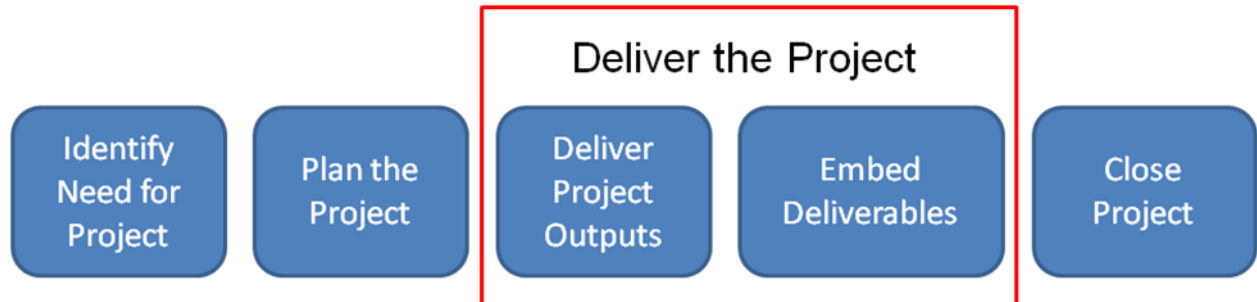 Deliver the Project
Identify
Need for
Project
Plan the
Project
Deliver
Project
Outputs
Embed
Deliverables
Close
Project